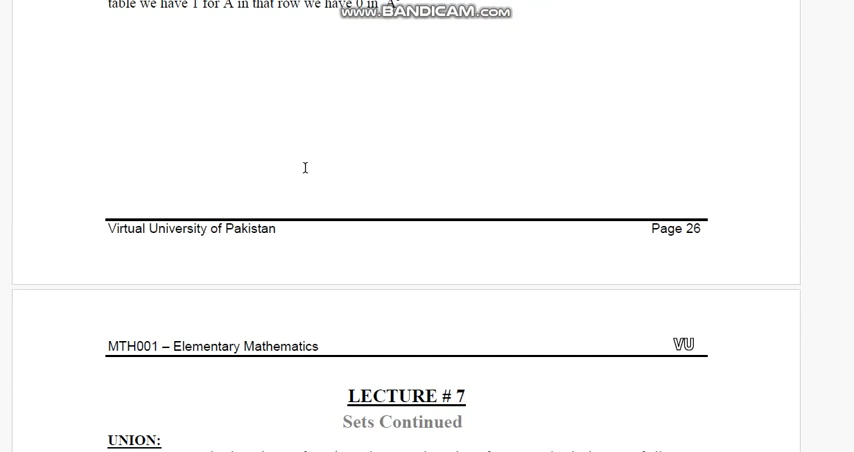 table we have 1 for A in that row we have 0 in A
www.BANDICAM.com
Virtual University of Pakistan Page 26
MTH001 – Elementary Mathematics VU
LECTURE # 7
Sets Continued
UNION: